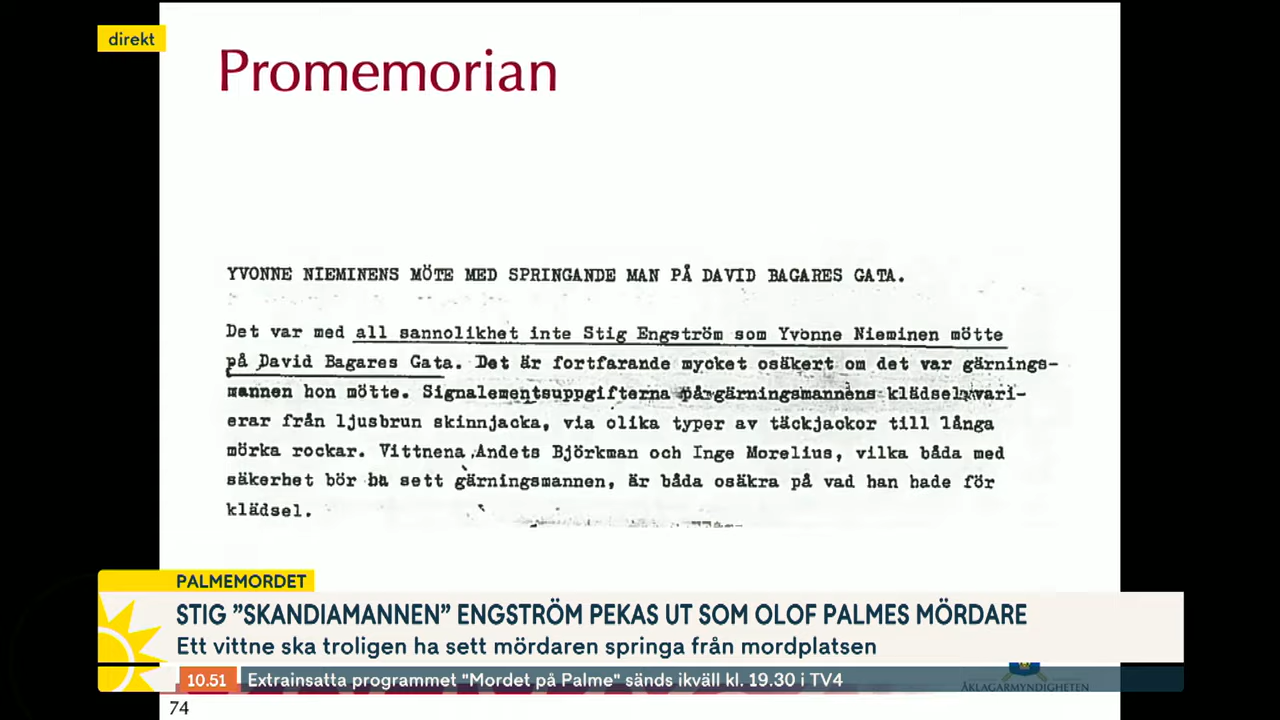 direkt
Promemorian
YVONNE NIEMINENS MÖTE MED SPRINGANDE MAN PÅ DAVID BAGARES GATA.
Det var med all sannolikhet inte Stig Engström som Yvonne Nieminen mötte
på David Bagares Gata. Det är fortfarande mycket osäkert om det var gärnings-
mannen hon mötte. Signalementsuppgifterna på gärningsmannens klädsel vari-
erar från ljusbrun skinnjacka, via olika typer av täckjackor till långa
mörka rockar. Vittnena Andets Björkman och Inge Morelius, vilka båda med
säkerhet bör ha sett gärningsmannen, är båda osäkra på vad han hade för
klädsel.
PALMEMORDET
STIG ”SKANDIAMANNEN” ENGSTRÖM PEKAS UT SOM OLOF PALMES MÖRDARE
Ett vittne ska troligen ha sett mördaren springa från mordplatsen
10.51 Extrainsatta programmet "Mordet på Palme" sänds ikväll kl. 19.30 i TV4
ÅKLAGARMYNDIGHETEN
74